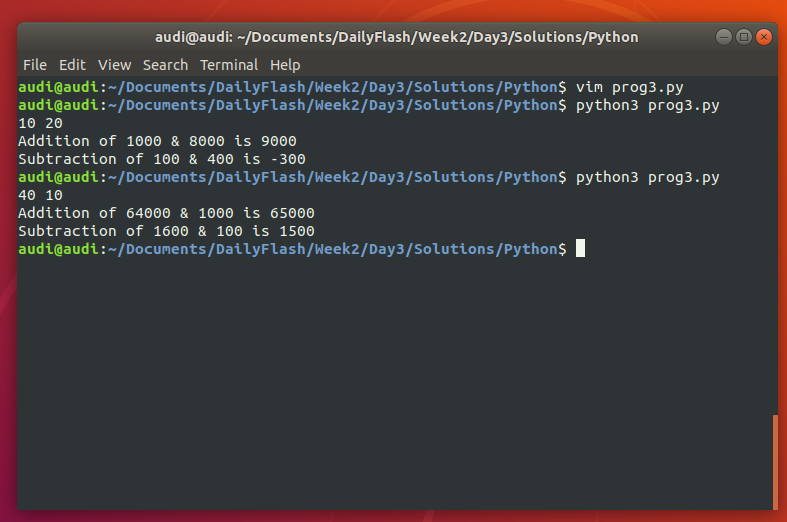 audi@audi: ~/Documents/DailyFlash/Week2/Day3/Solutions/Python
File Edit View Search Terminal Help
audi@audi:~/Documents/DailyFlash/Week2/Day3/Solutions/Python$ vim prog3.py
audi@audi:~/Documents/DailyFlash/Week2/Day3/Solutions/Python$ python3 prog3.py
10 20
Addition of 1000 & 8000 is 9000
Subtraction of 100 & 400 is -300
audi@audi:~/Documents/DailyFlash/Week2/Day3/Solutions/Python$ python3 prog3.py
40 10
Addition of 64000 & 1000 is 65000
Subtraction of 1600 & 100 is 1500
audi@audi:~/Documents/DailyFlash/Week2/Day3/Solutions/Python$